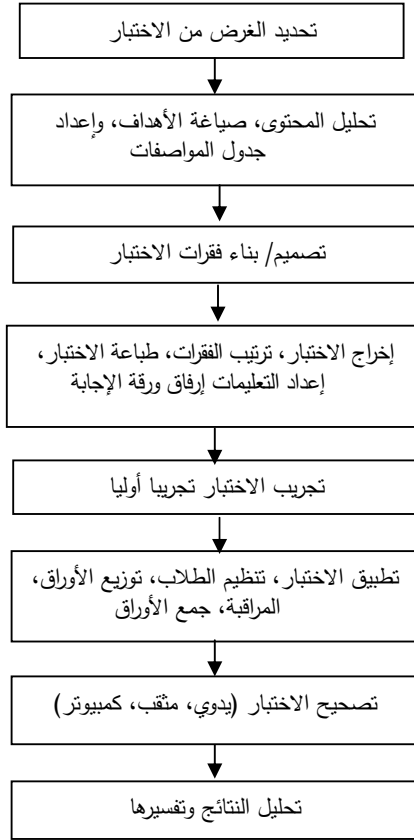 تحديد الغرض من الاختبار
تحليل المحتوى، صياغة الأهداف، وإعداد
جدول المواصفات
تصميم/ بناء فقرات الاختبار
إخراج الاختبار، ترتيب الفقرات، طباعة الاختبار،
إعداد التعليمات إرفاق ورقة الإجابة
تجريب الاختبار تجريبا أوليا
تطبيق الاختبار، تنظيم الطلاب، توزيع الأوراق،
المراقبة، جمع الأوراق
تصحيح الاختبار (يدوي، مثقب، كمبيوتر)
تحليل النتائج وتفسيرها